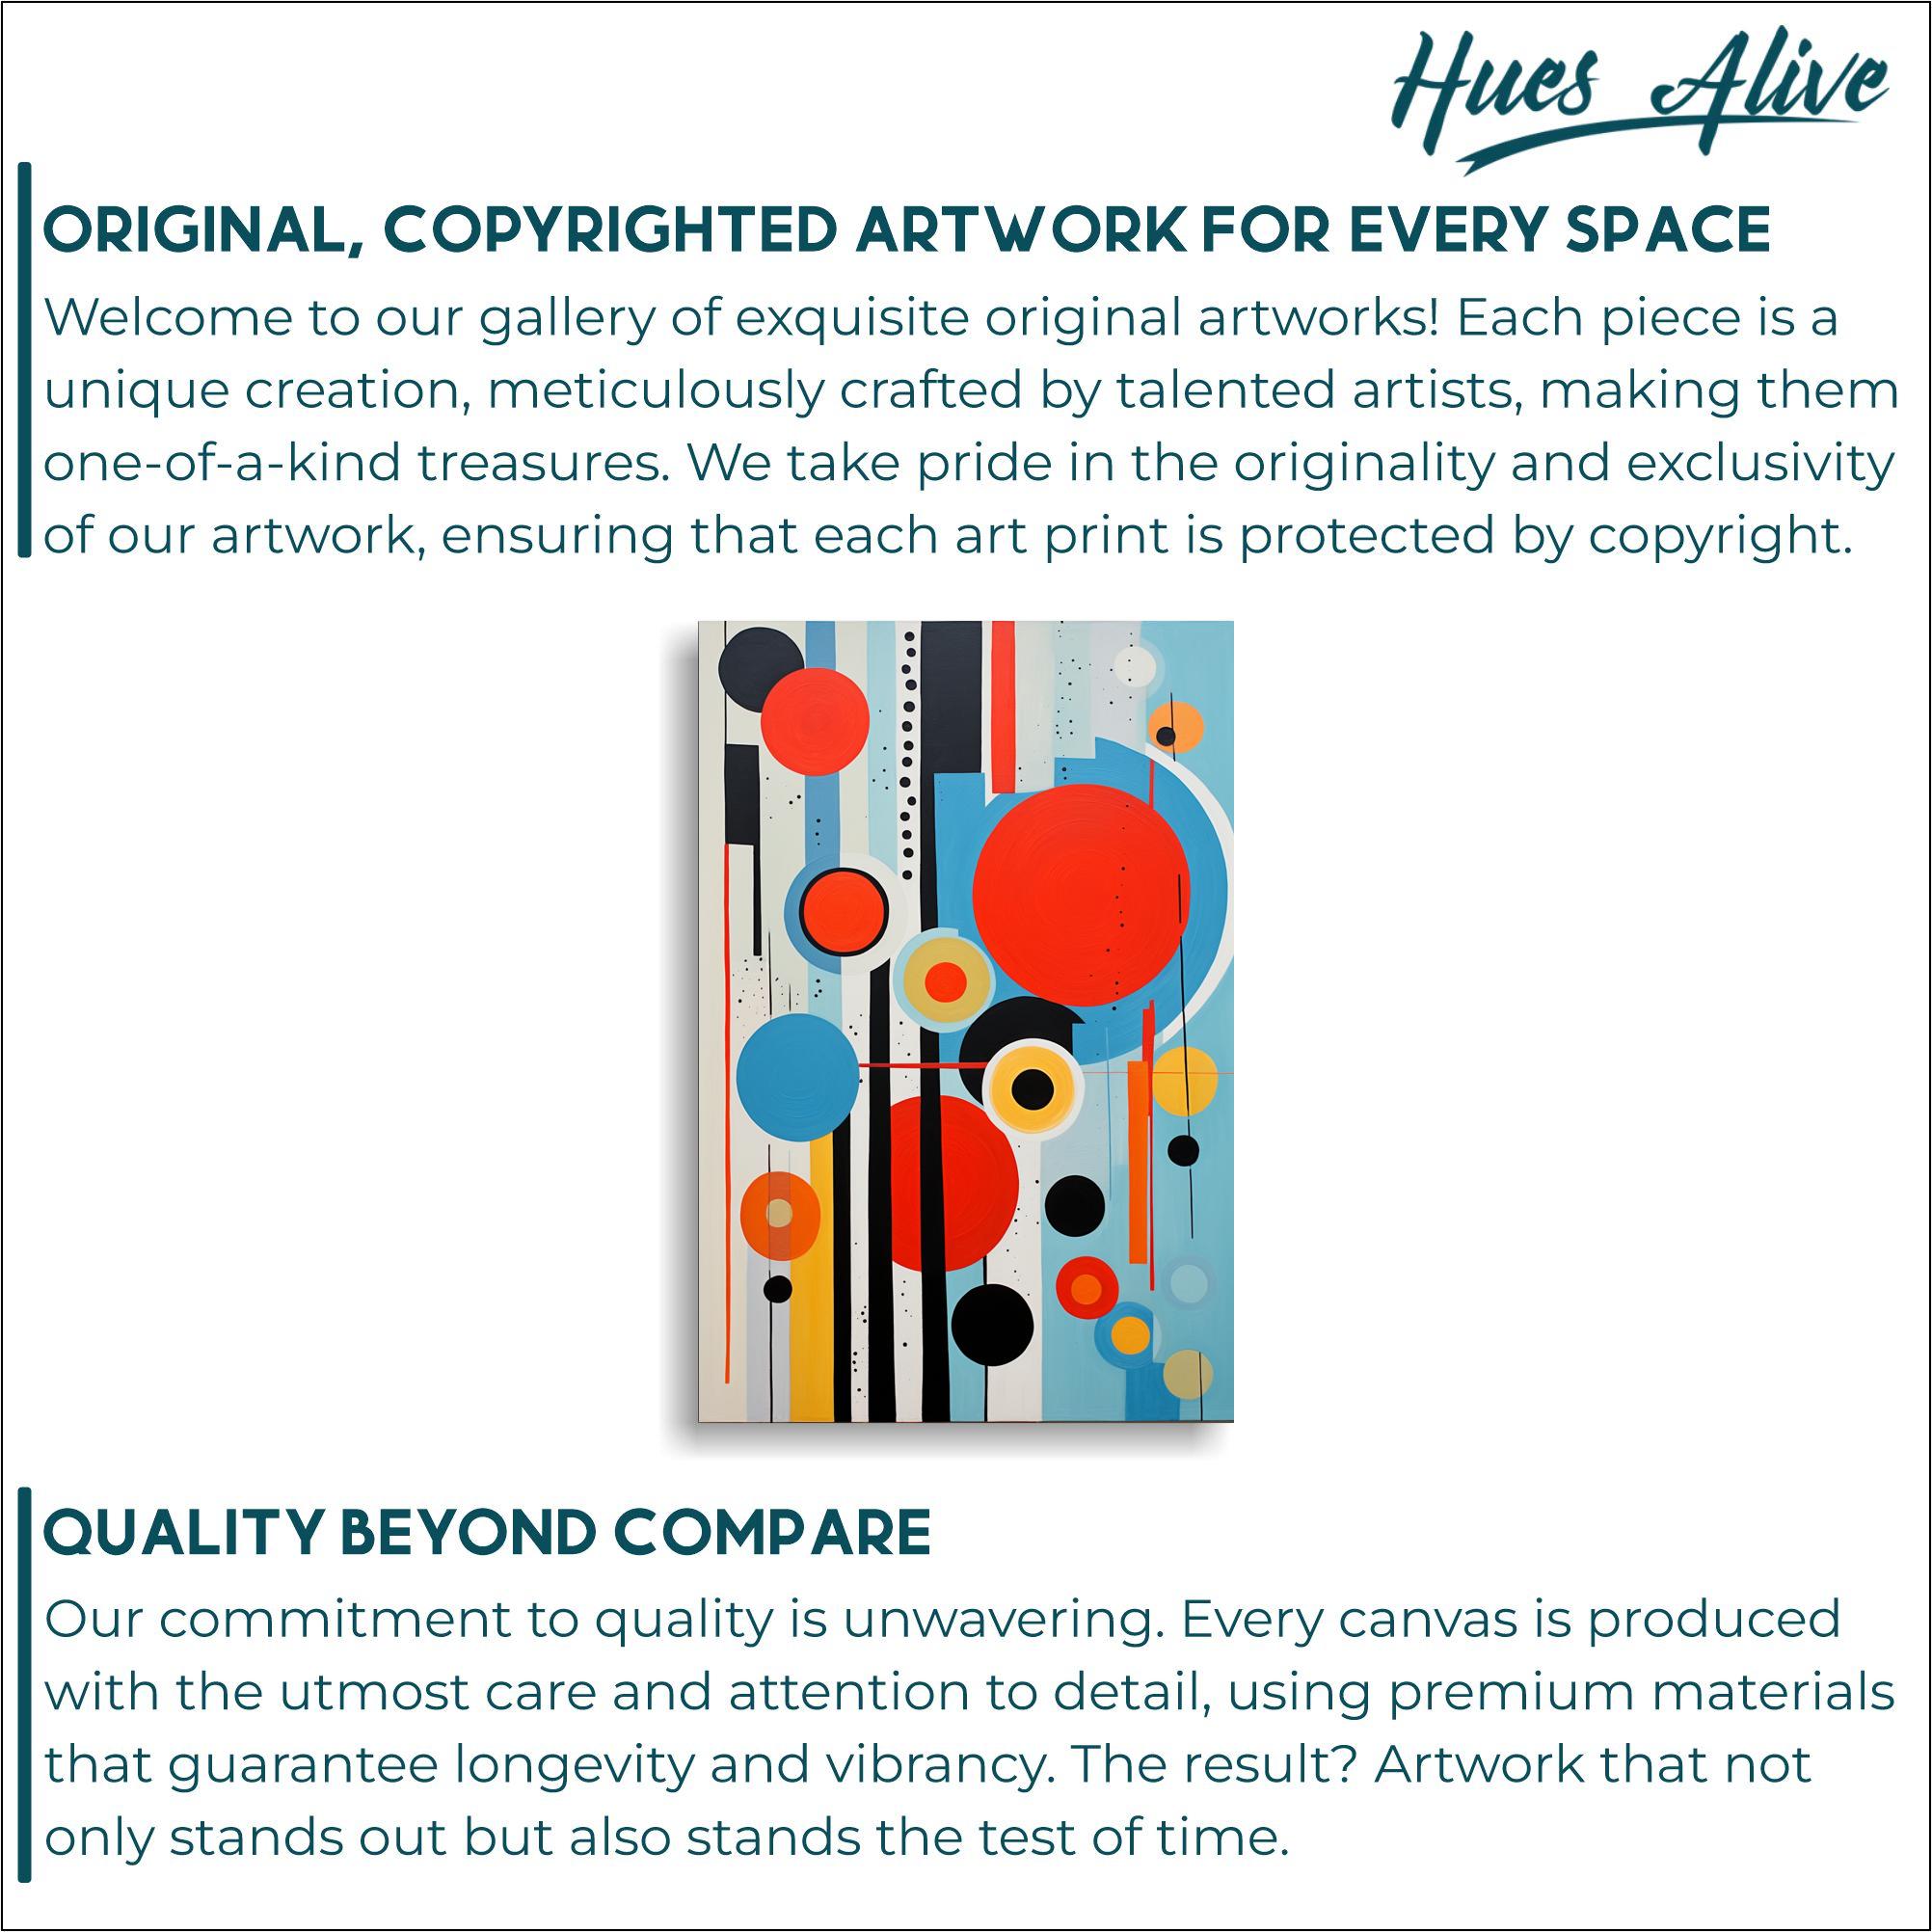 Hues Alive
ORIGINAL, COPYRIGHTED ARTWORK FOR EVERY SPACE
Welcome to our gallery of exquisite original artworks! Each piece is a
unique creation, meticulously crafted by talented artists, making them
one-of-a-kind treasures. We take pride in the originality and exclusivity
of our artwork, ensuring that each art print is protected by copyright.
QUALITY BEYOND COMPARE
Our commitment to quality is unwavering. Every canvas is produced
with the utmost care and attention to detail, using premium materials
that guarantee longevity and vibrancy. The result? Artwork that not
only stands out but also stands the test of time.